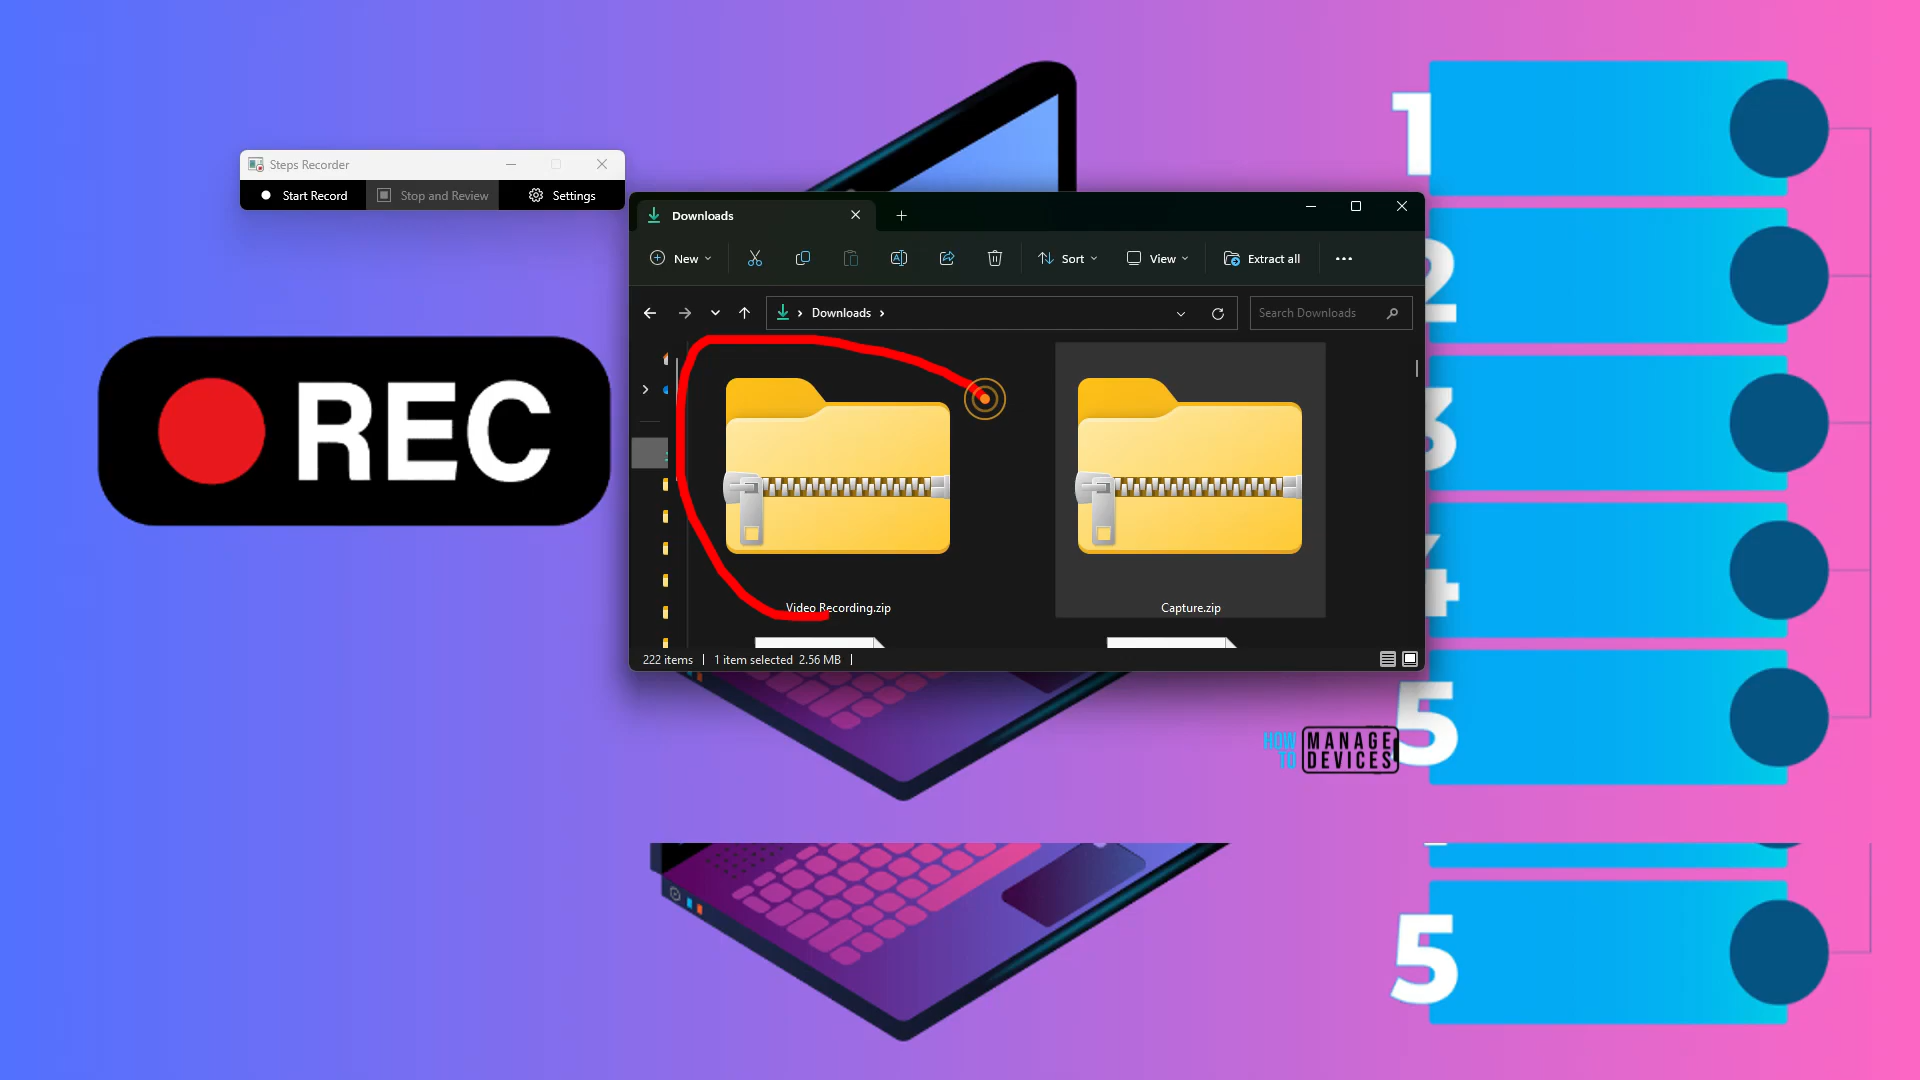 Steps Recorder
Start Record
Stop and Review
Settings
REC
Downloads
New
Sort
View
Extract all
Downloads
Search Downloads
Video Recording.zip
Capture.zip
222 items
1 item selected 2.56 MB
1
2
3
4
5
HOW
TO
MANAGE
DEVICES
5